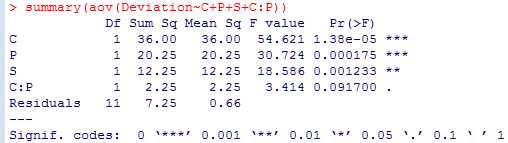 > summary(aov(Deviation~C+P+S+C:P))
Df Sum Sq Mean Sq F value Pr(>F)
C 1 36.00 36.00 54.621 1.38e-05 ***
P 1 20.25 20.25 30.724 0.000175 ***
S 1 12.25 12.25 18.586 0.001233 **
C:P 1 2.25 2.25 3.414 0.091700 .
Residuals 11 7.25 0.66
---
Signif. codes: 0 ‘***’ 0.001 ‘**’ 0.01 ‘*’ 0.05 ‘.’ 0.1 ‘ ’ 1